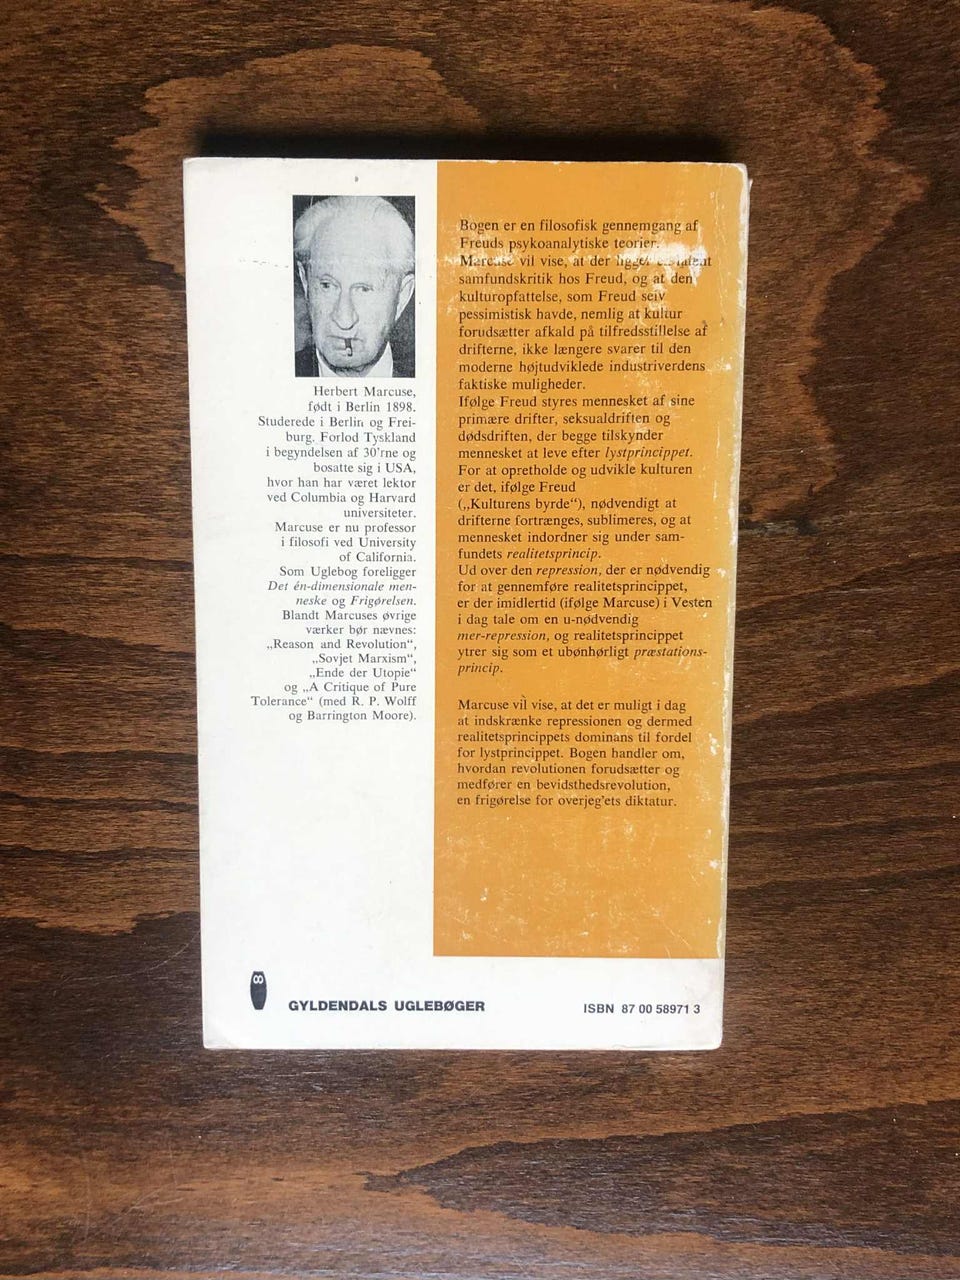 Herbert Marcuse,
født i Berlin 1898.
Studerede i Berlin og Frei-
burg. Forlod Tyskland
i begyndelsen af 30'rne og
bosatte sig i USA,
hvor han har været lektor
ved Columbia og Harvard
universiteter.
Marcuse er nu professor
i filosofi ved University
of California.
Som Uglebog foreligger
Det én-dimensionale men-
neske og Frigørelsen.
Blandt Marcuses øvrige
værker bør nævnes:
„Reason and Revolution“,
„Sovjet Marxism“,
„Ende der Utopie“
og „A Critique of Pure
Tolerance“ (med R. P. Wolff
og Barrington Moore).
Bogen er en filosofisk gennemgang af
Freuds psykoanalytiske teorier.
Marcuse vil vise, at der ligger latent
samfundskritik hos Freud, og at den
kulturopfattelse, som Freud selv
pessimistisk havde, nemlig at kultur
forudsætter afkald på tilfredsstillelse af
drifterne, ikke længere svarer til den
moderne højtudviklede industriverdens
faktiske muligheder.
Ifølge Freud styres mennesket af sine
primære drifter, seksualdriften og
dødsdriften, der begge tilskynder
mennesket at leve efter lystprincippet.
For at opretholde og udvikle kulturen
er det, ifølge Freud
(„Kulturens byrde“), nødvendigt at
drifterne fortrænges, sublimeres, og at
mennesket indordner sig under sam-
fundets realitetsprincip.
Ud over den repression, der er nødvendig
for at gennemføre realitetsprincippet,
er der imidlertid (ifølge Marcuse) i Vesten
i dag tale om en u-nødvendig
mer-repression, og realitetsprincippet
ytrer sig som et ubønhørligt præstations-
princip.
Marcuse vil vise, at det er muligt i dag
at indskrænke repressionen og dermed
realitetsprincippets dominans til fordel
for lystprincippet. Bogen handler om,
hvordan revolutionen forudsætter og
medfører en bevidsthedsrevolution,
en frigørelse for overjeg'ets diktatur.
GYLDENDALS UGLEBØGER
ISBN 87 00 58971 3